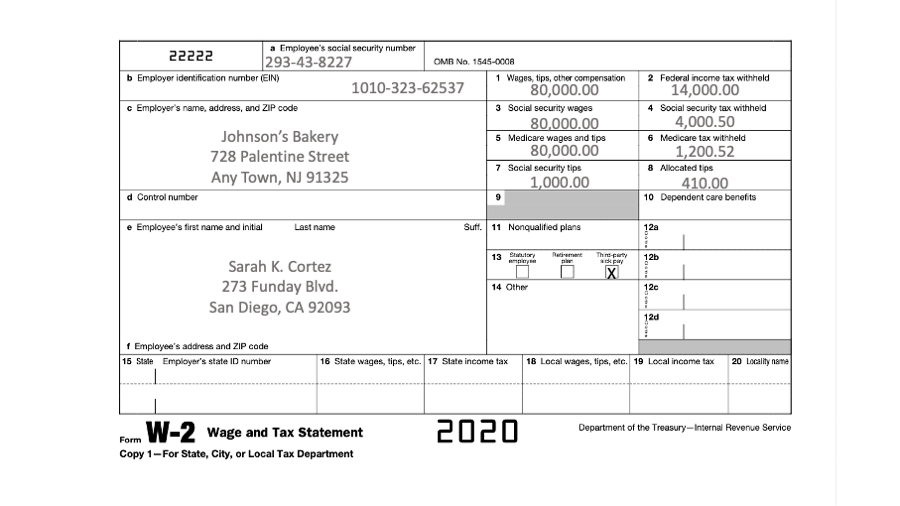 22222
a Employee's social security number
293-43-8227
OMB No. 1545-0008
b Employer identification number (EIN)
1010-323-62537
1 Wages, tips, other compensation
80,000.00
2 Federal income tax withheld
14,000.00
c Employer's name, address, and ZIP code
Johnson's Bakery
728 Palentine Street
Any Town, NJ 91325
3 Social security wages
80,000.00
4 Social security tax withheld
4,000.50
5 Medicare wages and tips
80,000.00
6 Medicare tax withheld
1,200.52
7 Social security tips
1,000.00
8 Allocated tips
410.00
d Control number
9
10 Dependent care benefits
e Employee's first name and initial Last name Suff.
Sarah K. Cortez
273 Funday Blvd.
San Diego, CA 92093
f Employee's address and ZIP code
11 Nonqualified plans
12a
Code
13 Statutory employee Retirement plan Third-party sick pay
X
12b
Code
14 Other
12c
Code
12d
Code
15 State Employer's state ID number
16 State wages, tips, etc.
17 State income tax
18 Local wages, tips, etc.
19 Local income tax
20 Locality name
Form W-2 Wage and Tax Statement
2020
Department of the Treasury—Internal Revenue Service
Copy 1—For State, City, or Local Tax Department